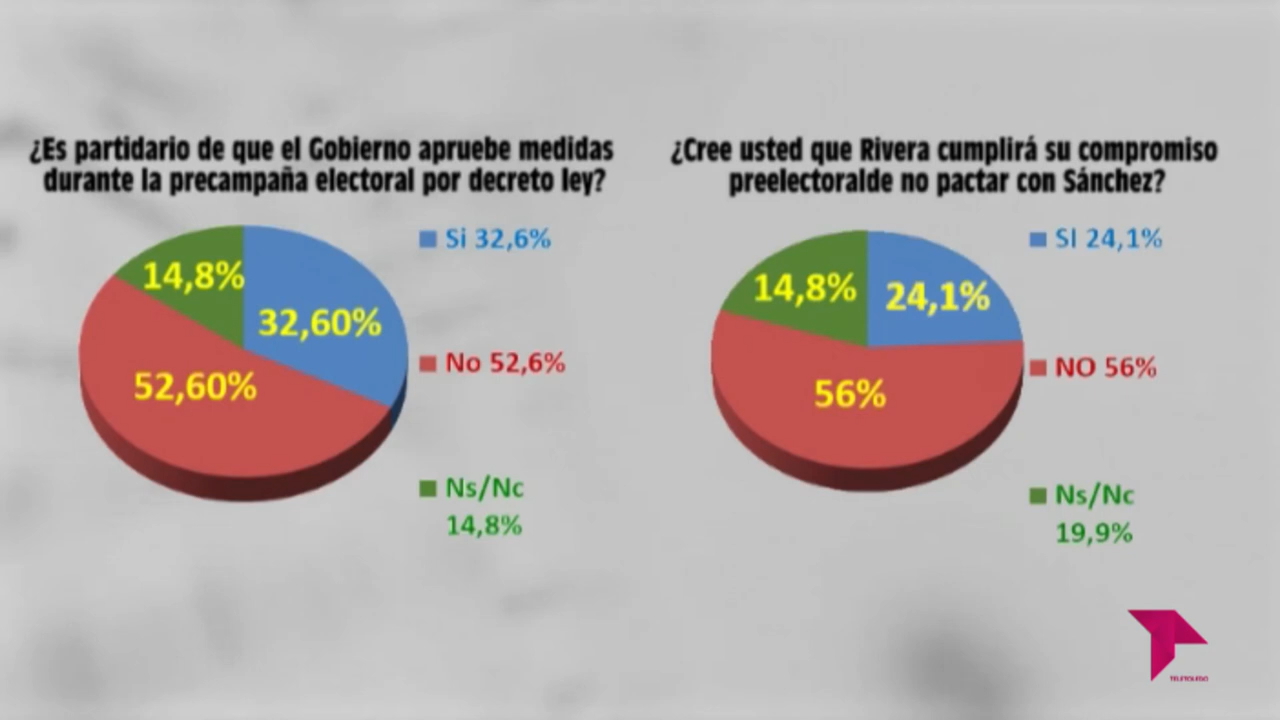 ¿Es partidario de que el Gobierno apruebe medidas
durante la precampaña electoral por decreto ley?
14,8%
32,60%
52,60%
Si 32,6%
No 52,6%
Ns/Nc
14,8%
¿Cree usted que Rivera cumplirá su compromiso
preelectoralde no pactar con Sánchez?
14,8%
24,1%
56%
SI 24,1%
NO 56%
Ns/Nc
19,9%